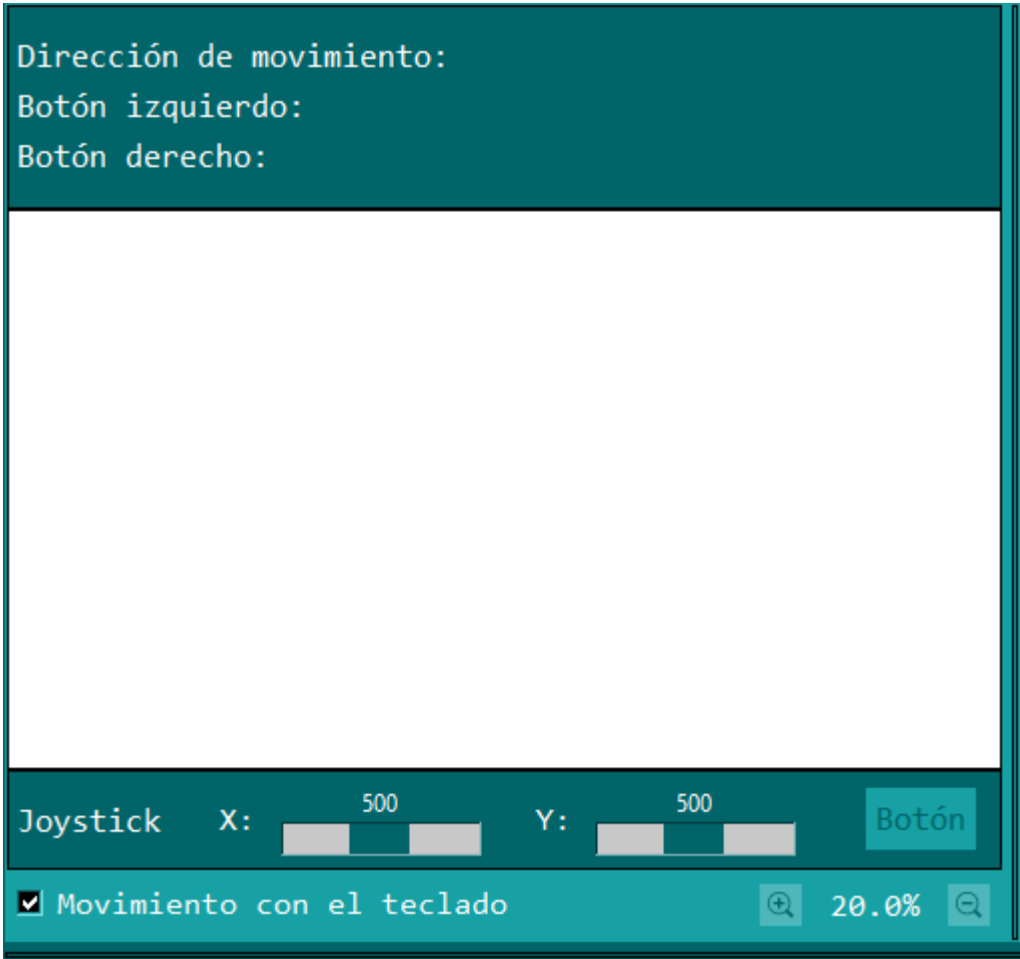 Dirección de movimiento:
Botón izquierdo:
Botón derecho:
500 500
Joystick X: Y: Botón
Movimiento con el teclado 20.0%